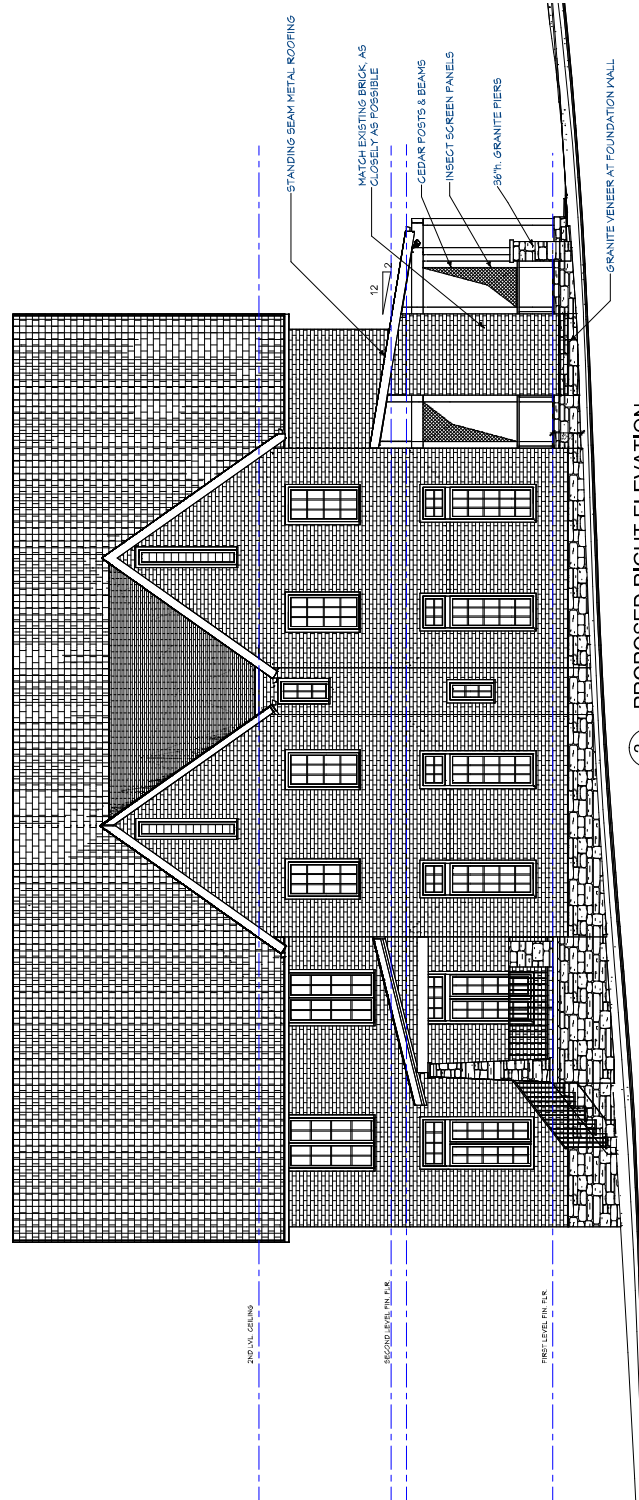 STANDING SEAM METAL ROOFING
MATCH EXISTING BRICK, AS
CLOSELY AS POSSIBLE
CEDAR POSTS & BEAMS
INSECT SCREEN PANELS
36"h. GRANITE PIERS
GRANITE VENEER AT FOUNDATION WALL
12
2
2ND LVL. CEILING
SECOND LEVEL FIN. FLR.
FIRST LEVEL FIN. FLR.
PROPOSED RIGHT ELEVATION